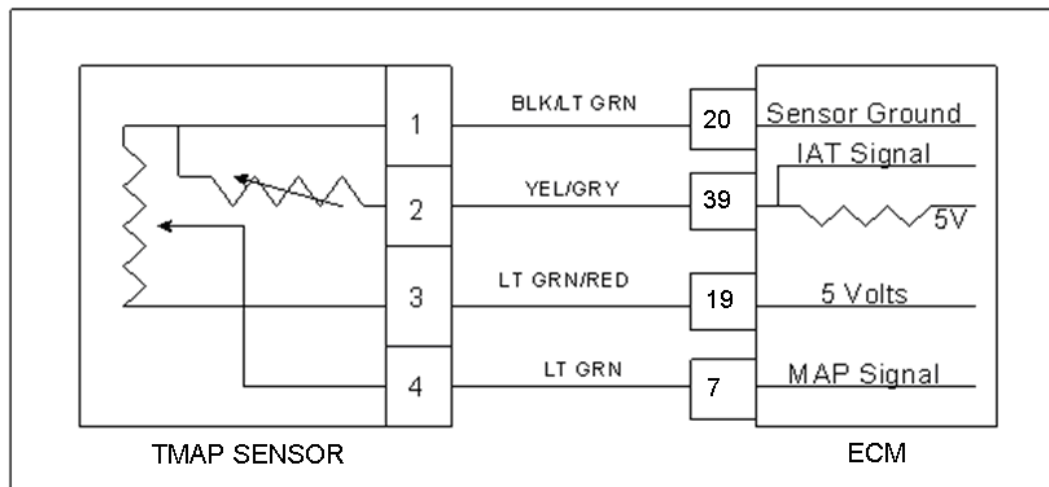 1
BLK/LT GRN
20
Sensor Ground
IAT Signal
2
YEL/GRY
39
5V
3
LT GRN/RED
19
5 Volts
4
LT GRN
7
MAP Signal
TMAP SENSOR
ECM